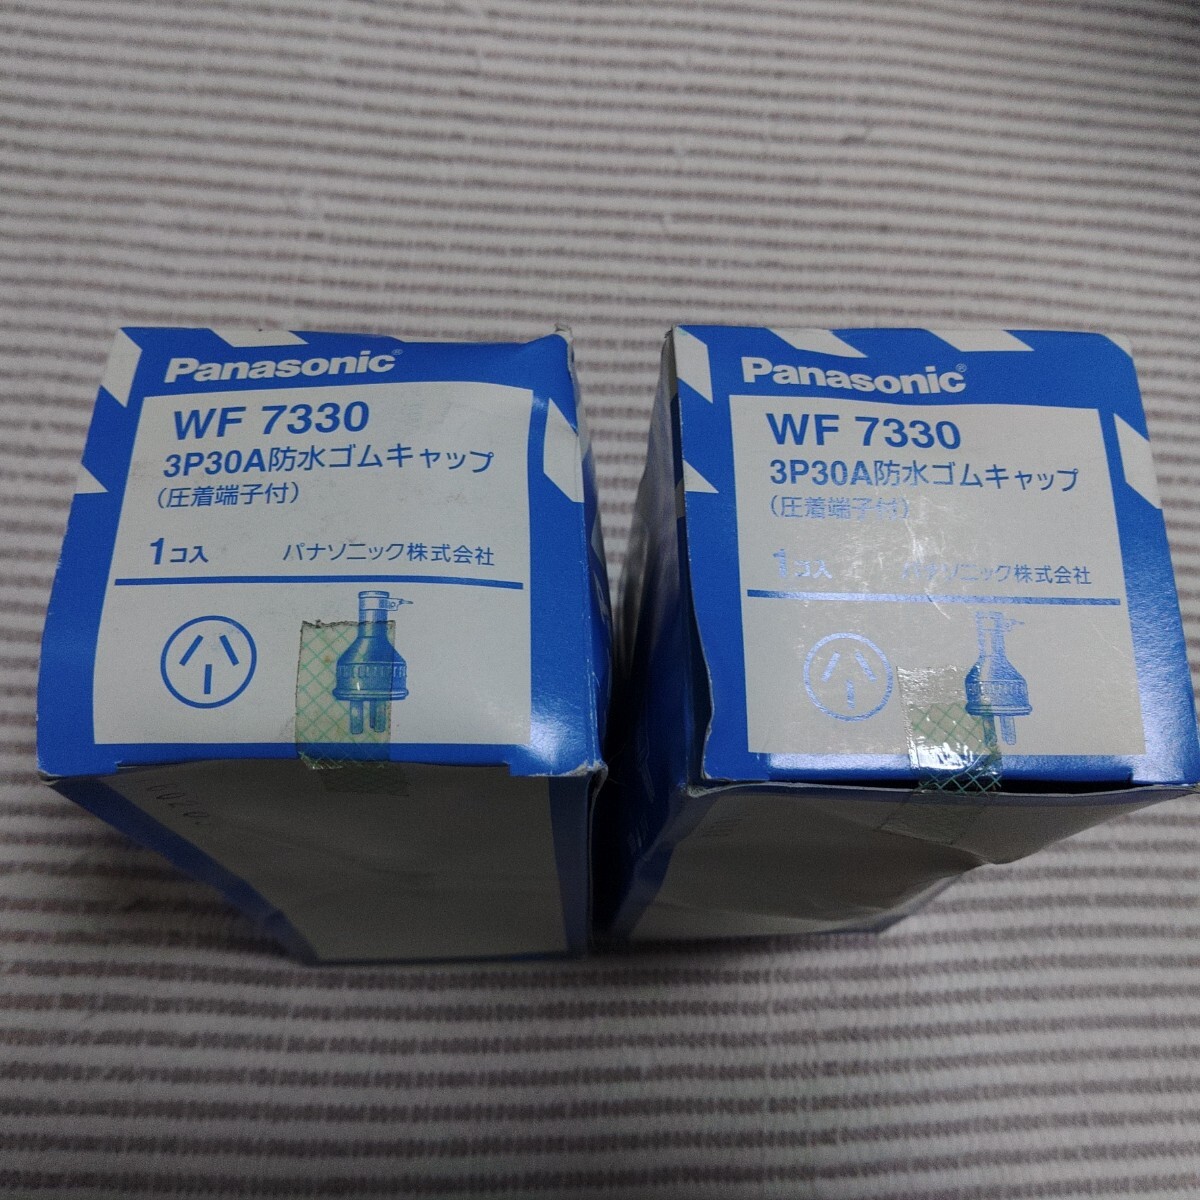 Panasonic®
WF 7330
3P30A防水ゴムキャップ
(圧着端子付)
1コ入 パナソニック株式会社
Panasonic®
WF 7330
3P30A防水ゴムキャップ
(圧着端子付)
1コ入 パナソニック株式会社